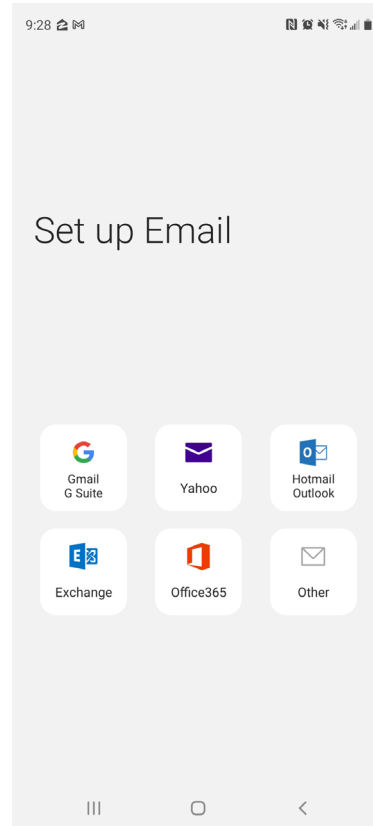 9:28
Set up Email
Gmail
G Suite
Yahoo
Hotmail
Outlook
Exchange
Office365
Other